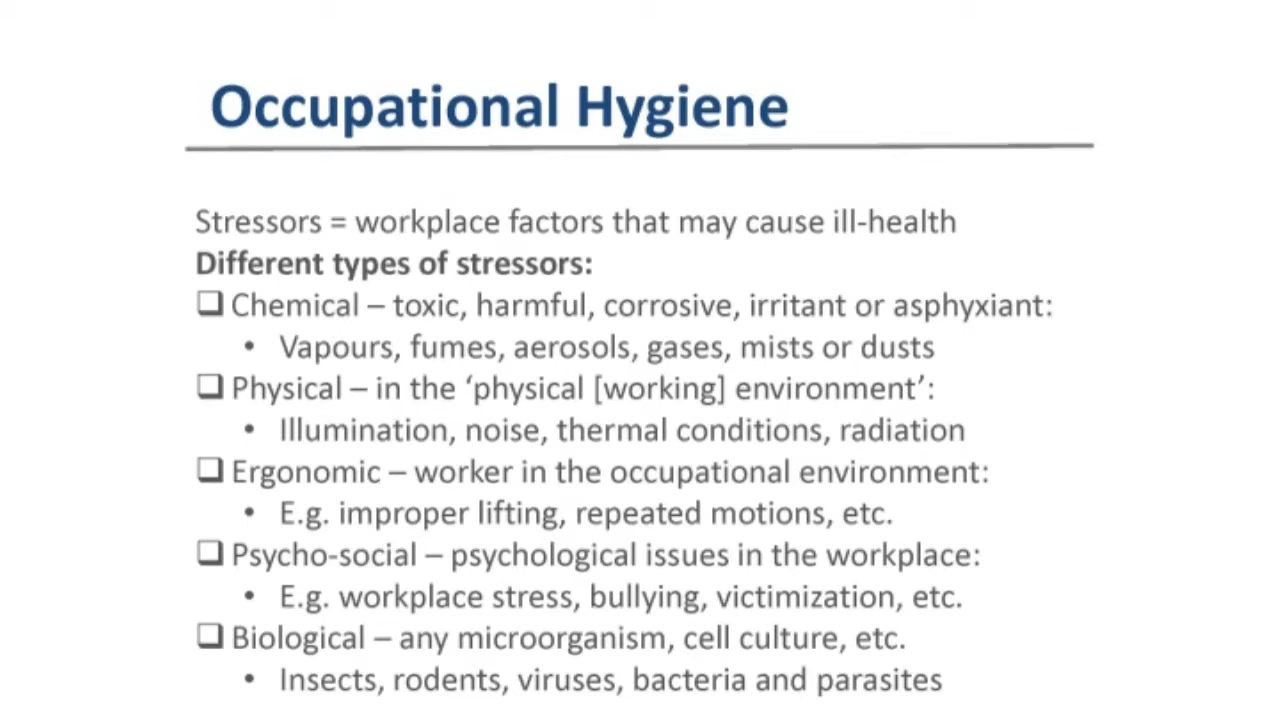 Occupational Hygiene
Stressors = workplace factors that may cause ill-health
Different types of stressors:
❑ Chemical – toxic, harmful, corrosive, irritant or asphyxiant:
• Vapours, fumes, aerosols, gases, mists or dusts
❑ Physical – in the ‘physical [working] environment’:
• Illumination, noise, thermal conditions, radiation
❑ Ergonomic – worker in the occupational environment:
• E.g. improper lifting, repeated motions, etc.
❑ Psycho-social – psychological issues in the workplace:
• E.g. workplace stress, bullying, victimization, etc.
❑ Biological – any microorganism, cell culture, etc.
• Insects, rodents, viruses, bacteria and parasites